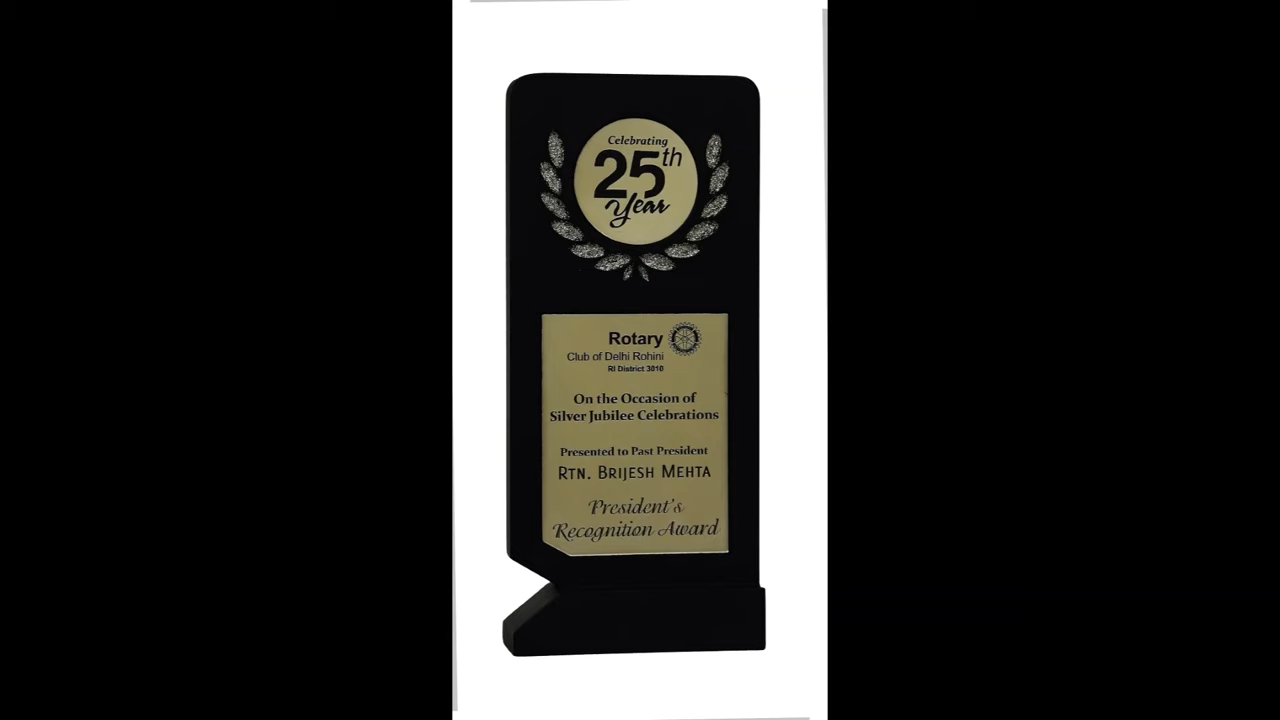 Celebrating
25th
Year
Rotary
Club of Delhi Rohini
RI District 3010
On the Occasion of
Silver Jubilee Celebrations
Presented to Past President
RTN. BRIJESH MEHTA
President's
Recognition Award